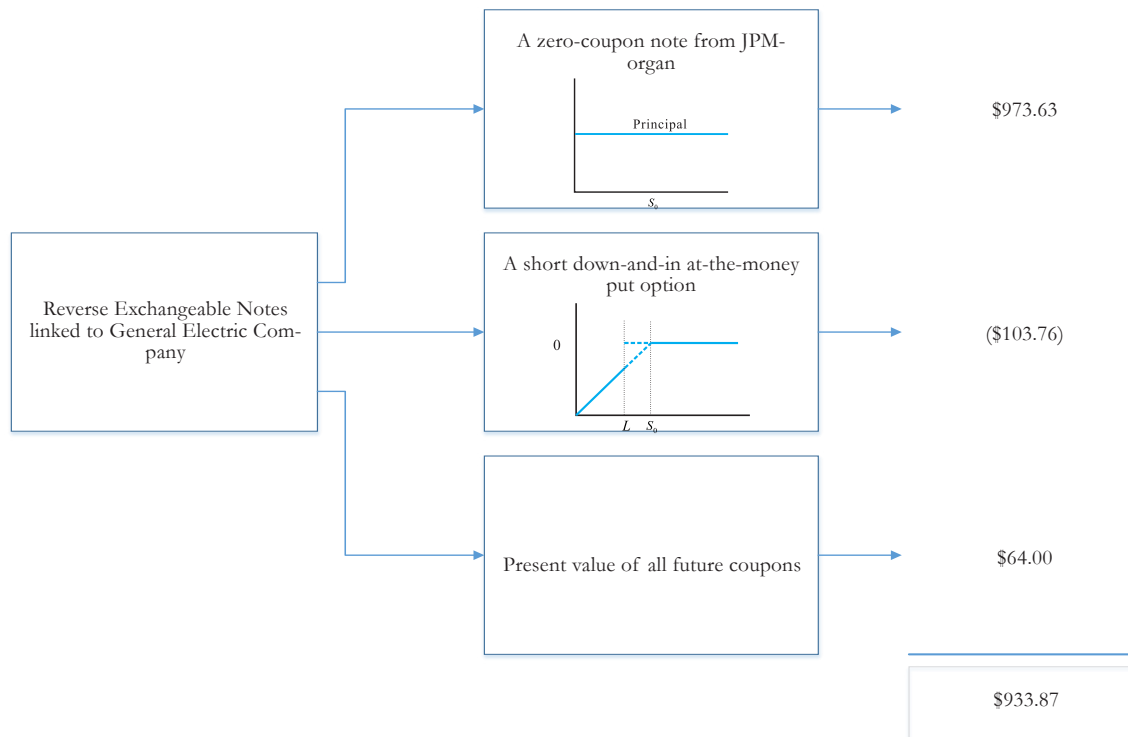 Reverse Exchangeable Notes
linked to General Electric Com-
pany
A zero-coupon note from JPM-
organ
Principal
S₀
$973.63
A short down-and-in at-the-money
put option
0
L S₀
($103.76)
Present value of all future coupons
$64.00
$933.87